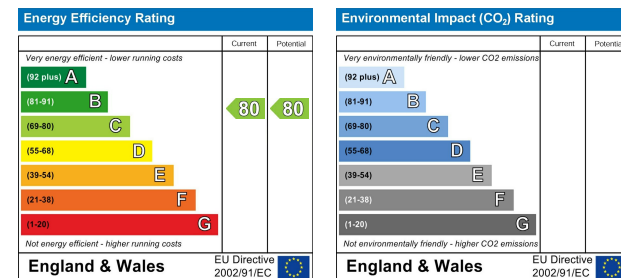 Energy Efficiency Rating
Current Potential
Very energy efficient - lower running costs
(92 plus) A
(81-91) B
(69-80) C
80 80
(55-68) D
(39-54) E
(21-38) F
(1-20) G
Not energy efficient - higher running costs
England & Wales
EU Directive
2002/91/EC
Environmental Impact (CO₂) Rating
Current Potential
Very environmentally friendly - lower CO2 emissions
(92 plus) A
(81-91) B
(69-80) C
(55-68) D
(39-54) E
(21-38) F
(1-20) G
Not environmentally friendly - higher CO2 emissions
England & Wales
EU Directive
2002/91/EC